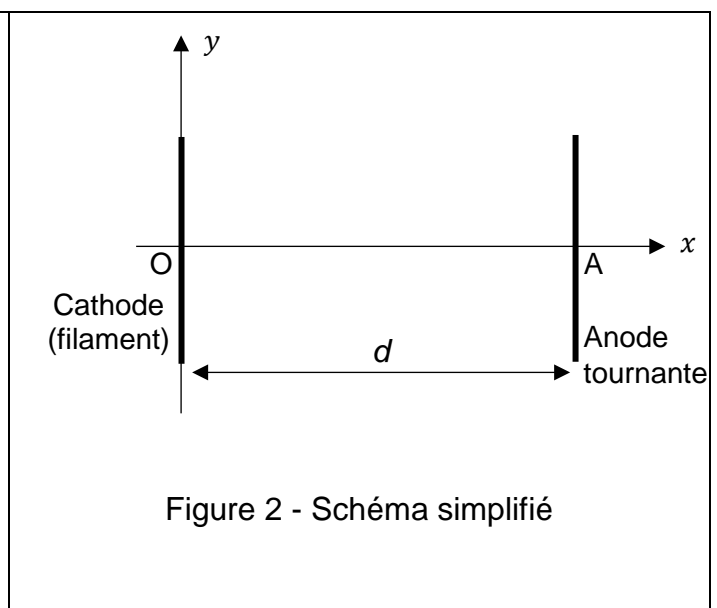 y
x
O
A
Cathode
(filament)
d
Anode
tournante
Figure 2 - Schéma simplifié